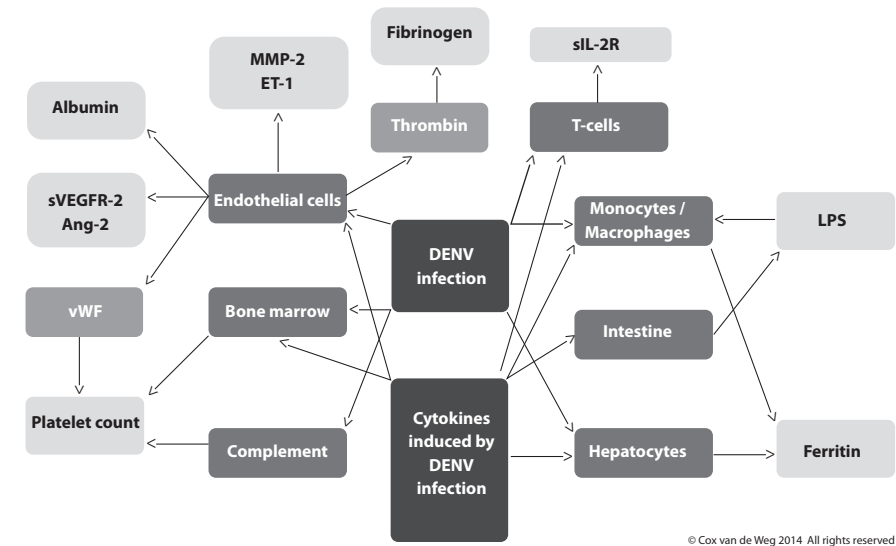 Fibrinogen
sIL-2R
MMP-2
ET-1
Albumin
Thrombin
T-cells
sVEGFR-2
Ang-2
Endothelial cells
Monocytes /
Macrophages
LPS
DENV
infection
vWF
Bone marrow
Intestine
Platelet count
Complement
Cytokines
induced by
DENV
infection
Hepatocytes
Ferritin
© Cox van de Weg 2014 All rights reserved